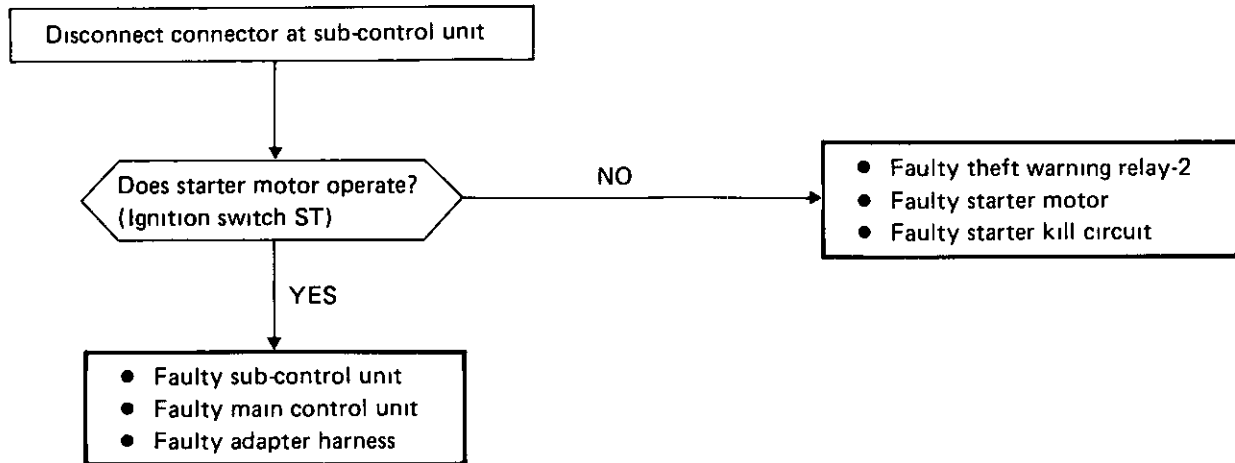 Disconnect connector at sub-control unit
Does starter motor operate?
(Ignition switch ST)
NO
● Faulty theft warning relay-2
● Faulty starter motor
● Faulty starter kill circuit
YES
● Faulty sub-control unit
● Faulty main control unit
● Faulty adapter harness